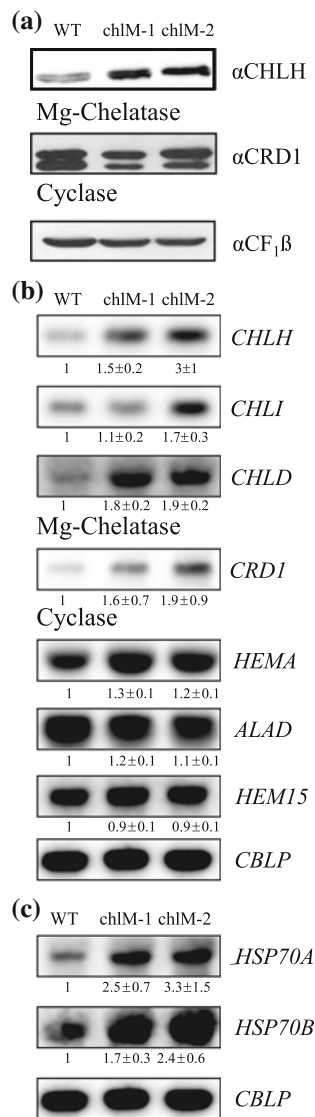 (a)
WT chlM-1 chlM-2
αCHLH
Mg-Chelatase
αCRD1
Cyclase
αCF1ß
(b)
WT chlM-1 chlM-2
CHLH
1 1.5±0.2 3±1
CHLI
1 1.1±0.2 1.7±0.3
CHLD
1 1.8±0.2 1.9±0.2
Mg-Chelatase
CRD1
1 1.6±0.7 1.9±0.9
Cyclase
HEMA
1 1.3±0.1 1.2±0.1
ALAD
1 1.2±0.1 1.1±0.1
HEM15
1 0.9±0.1 0.9±0.1
CBLP
(c)
WT chlM-1 chlM-2
HSP70A
1 2.5±0.7 3.3±1.5
HSP70B
1 1.7±0.3 2.4±0.6
CBLP